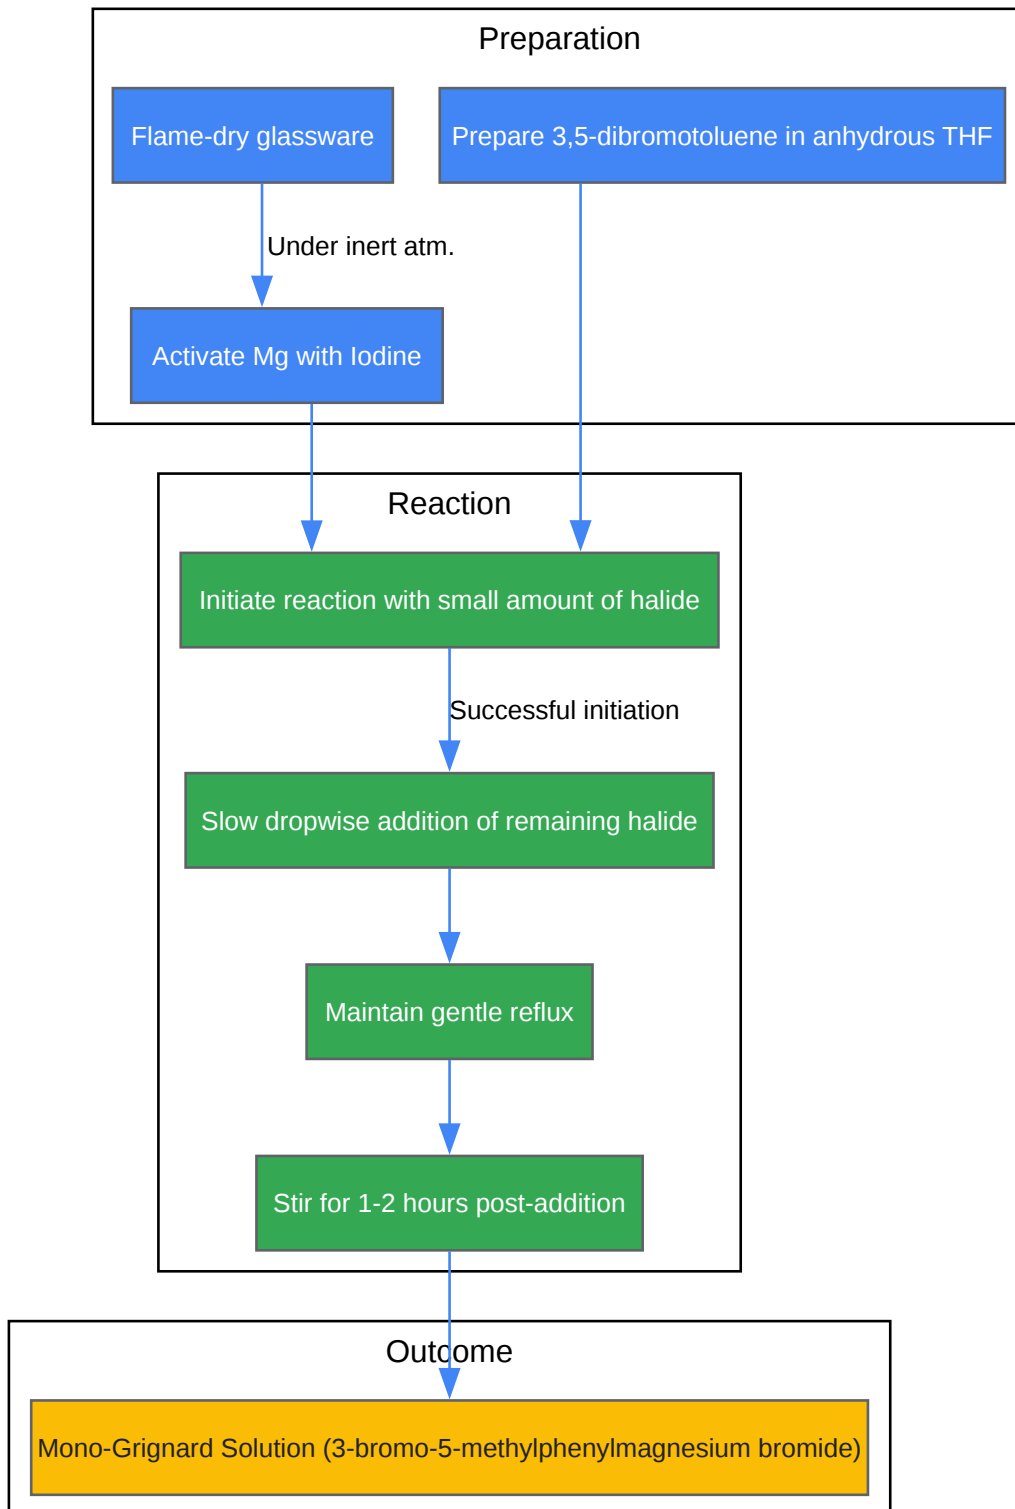 Preparation
Flame-dry glassware
Prepare 3,5-dibromotoluene in anhydrous THF
Under inert atm.
Activate Mg with Iodine
Reaction
Initiate reaction with small amount of halide
Successful initiation
Slow dropwise addition of remaining halide
Maintain gentle reflux
Stir for 1-2 hours post-addition
Outcome
Mono-Grignard Solution (3-bromo-5-methylphenylmagnesium bromide)